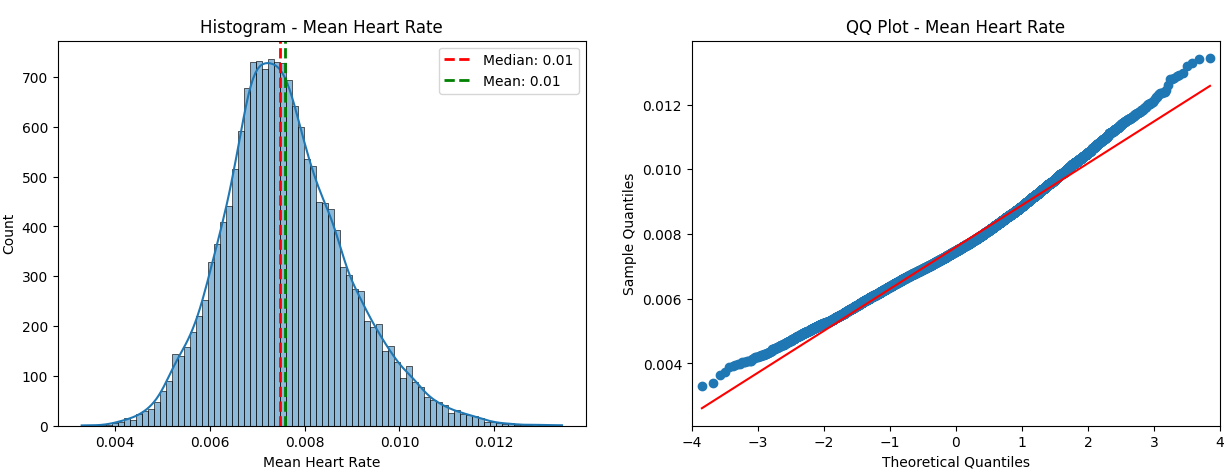 Histogram - Mean Heart Rate
Median: 0.01
Mean: 0.01
700
600
500
400
300
200
100
0
Count
0.004 0.006 0.008 0.010 0.012
Mean Heart Rate
QQ Plot - Mean Heart Rate
0.012
0.010
0.008
0.006
0.004
Sample Quantiles
−4 −3 −2 −1 0 1 2 3 4
Theoretical Quantiles